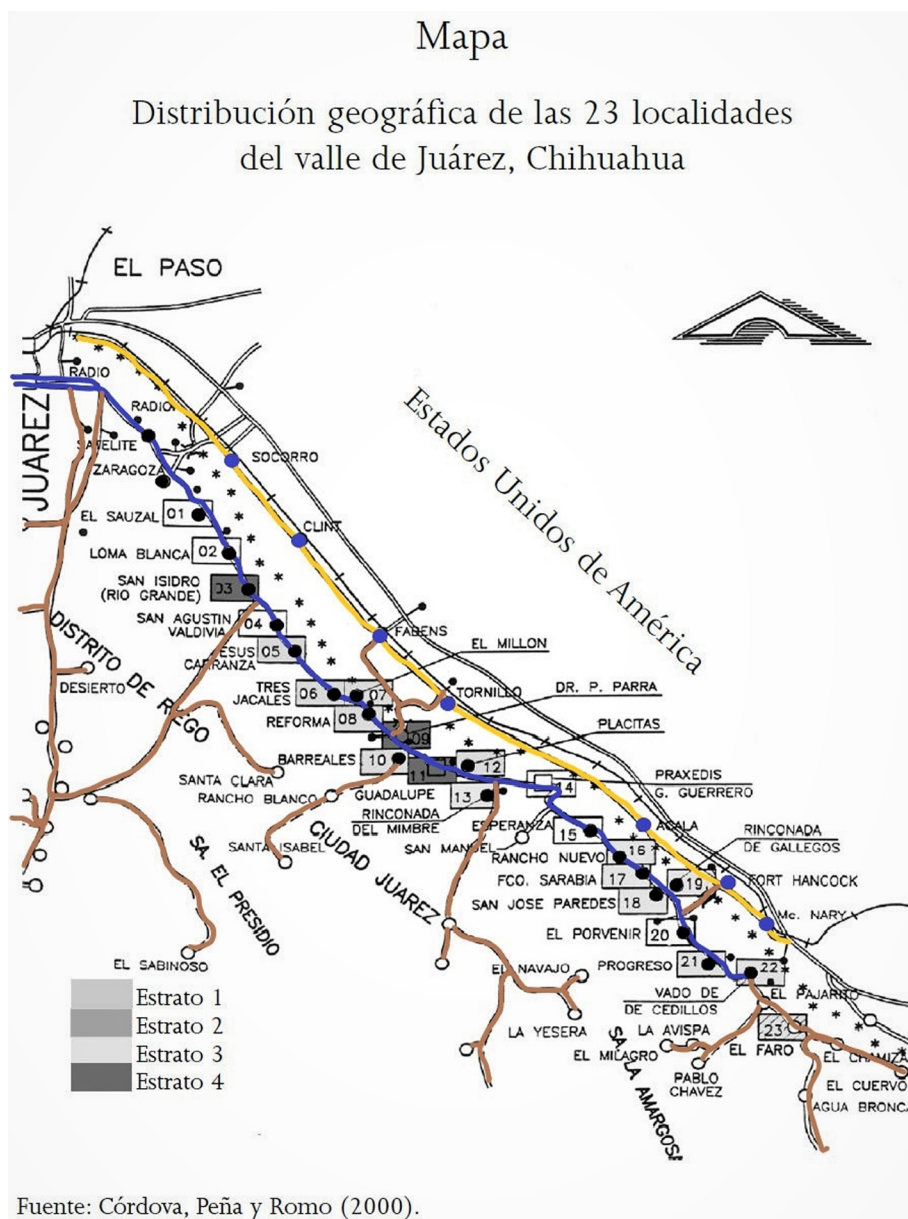 Mapa
Distribución geográfica de las 23 localidades
del valle de Juárez, Chihuahua
EL PASO
RADIO
JUAREZ
RADIO
SATELITE
ZARAGOZA
SOCORRO
Estados Unidos de América
EL SAUZAL
01
CLINT
LOMA BLANCA
02
SAN ISIDRO
(RIO GRANDE)
03
SAN AGUSTIN
VALDIVIA
04
FABENS
DISTRITO DE RIEGO
JESUS
CARRANZA
05
EL MILLON
DESIERTO
TRES
JACALES
06
07
TORNILLO
DR. P. PARRA
REFORMA
08
09
PLACITAS
BARREALES
10
11
12
SANTA CLARA
RANCHO BLANCO
GUADALUPE
14
PRAXEDIS
G. GUERRERO
RINCONADA
DEL MIMBRE
13
ESPERANZA
15
ACALA
RINCONADA
DE GALLEGOS
SANTA ISABEL
CIUDAD JUAREZ
SAN MANUEL
RANCHO NUEVO
16
SA. EL PRESIDIO
FCO. SARABIA
17
19
FORT HANCOCK
SAN JOSE PAREDES
18
Mc. NARY
EL PORVENIR
20
EL SABINOSO
EL NAVAJO
PROGRESO
21
22
VADO DE
DE CEDILLOS
EL PAJARITO
Estrato 1
Estrato 2
Estrato 3
Estrato 4
LA YESERA
SA. LA AMARGOSA
LA AVISPA
23
EL MILAGRO
EL FARO
EL CHAMIZAL
PABLO
CHAVEZ
EL CUERVO
AGUA BRONCA
Fuente: Córdova, Peña y Romo (2000).